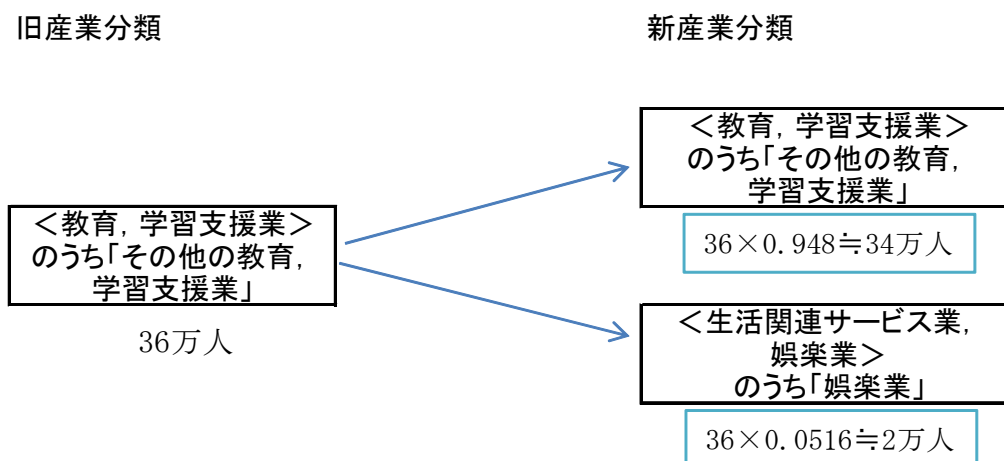 旧産業分類
新産業分類
＜教育，学習支援業＞
のうち「その他の教育，
学習支援業」
36万人
＜教育，学習支援業＞
のうち「その他の教育，
学習支援業」
36×0.948≒34万人
＜生活関連サービス業，
娯楽業＞
のうち「娯楽業」
36×0.0516≒2万人